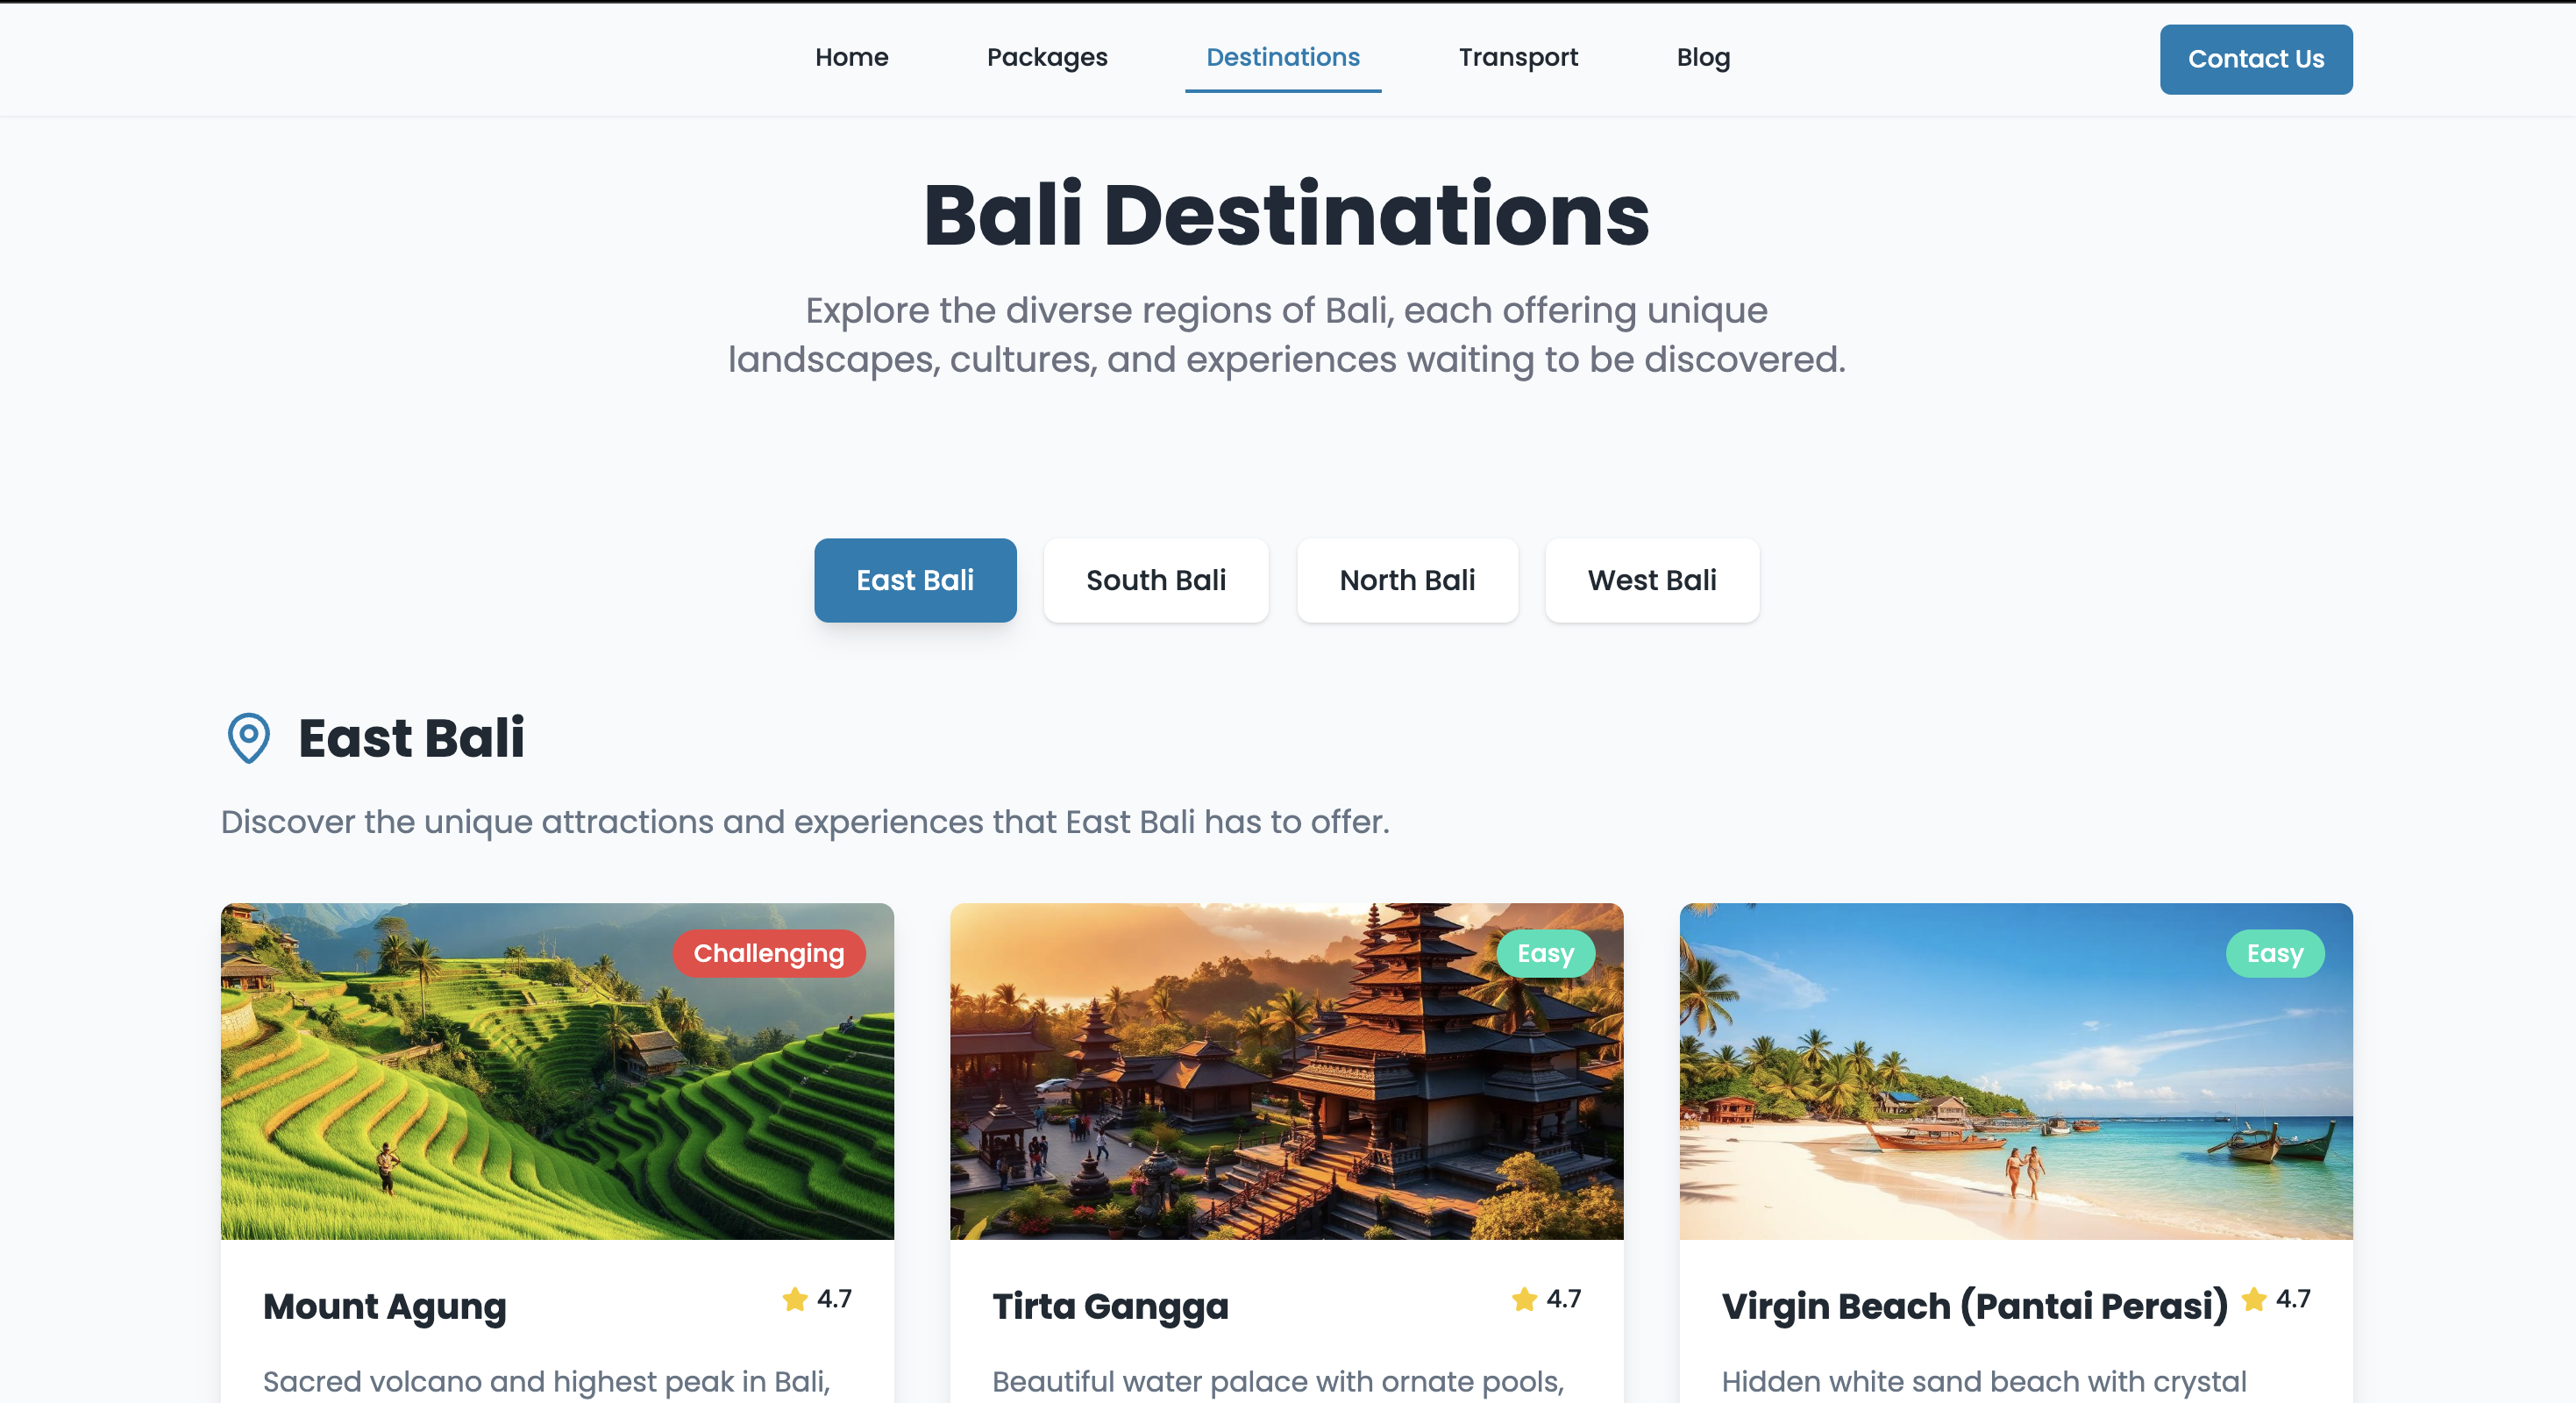 Home
Packages
Destinations
Transport
Blog
Contact Us
Bali Destinations
Explore the diverse regions of Bali, each offering unique
landscapes, cultures, and experiences waiting to be discovered.
East Bali
South Bali
North Bali
West Bali
East Bali
Discover the unique attractions and experiences that East Bali has to offer.
Challenging
Easy
Easy
Mount Agung
4.7
Tirta Gangga
4.7
Virgin Beach (Pantai Perasi)
4.7
Sacred volcano and highest peak in Bali,
Beautiful water palace with ornate pools,
Hidden white sand beach with crystal